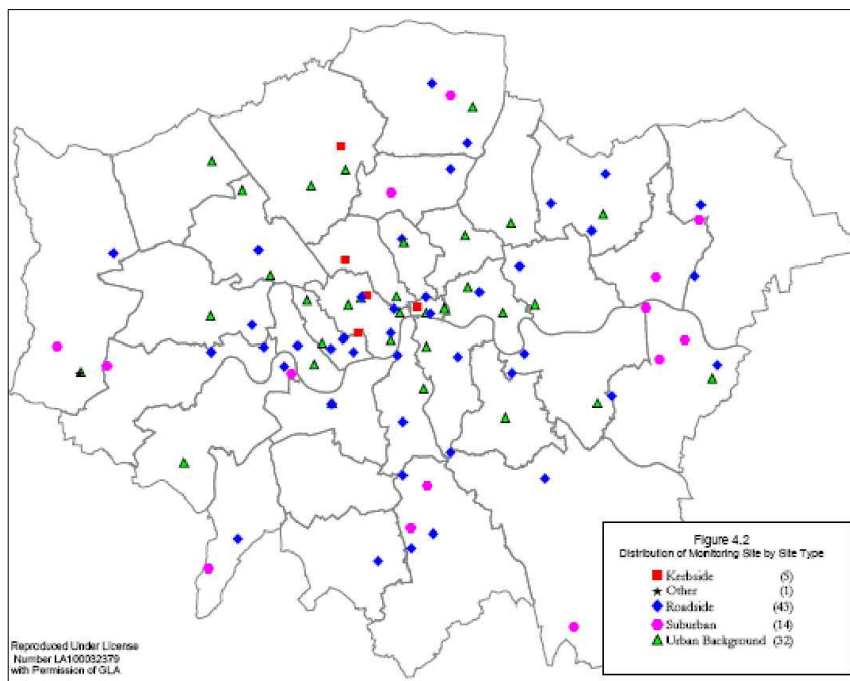 Figure 4.2
Distribution of Monitoring Site by Site Type
Kerbside (5)
Other (1)
Roadside (43)
Suburban (14)
Urban Background (32)
Reproduced Under License
Number LA100032379
with Permission of GLA